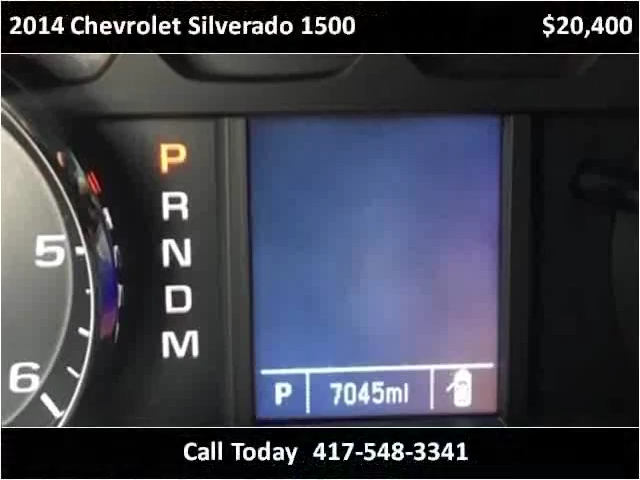 2014 Chevrolet Silverado 1500 $20,400
P
R
N
D
M
5
6
P 7045mi
Call Today 417-548-3341